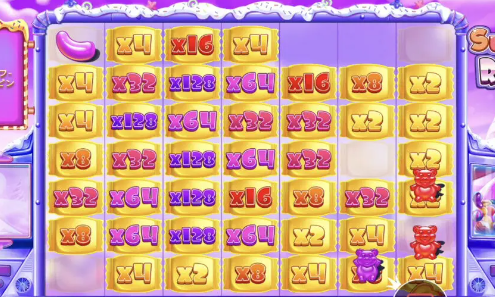 x4 x16 x4
x4 x32 x128 x64 x16 x8 x2
x4 x128 x64 x32 x32 x2 x2
x8 x32 x128 x64 x32 x2
x32 x64 x128 x16 x8 x32
x8 x64 x128 x64 x8 x4
x4 x2 x8 x4 x4